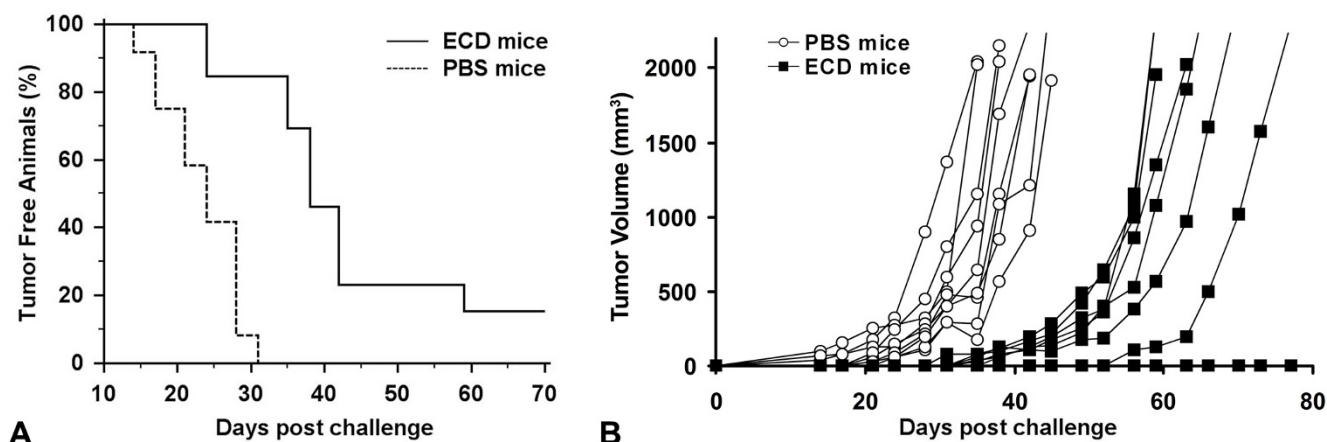 100
80
60
40
20
0
10 20 30 40 50 60 70
Tumor Free Animals (%)
Days post challenge
ECD mice
PBS mice
A
2000
1500
1000
500
0
0 20 40 60 80
Tumor Volume (mm³)
Days post challenge
PBS mice
ECD mice
B